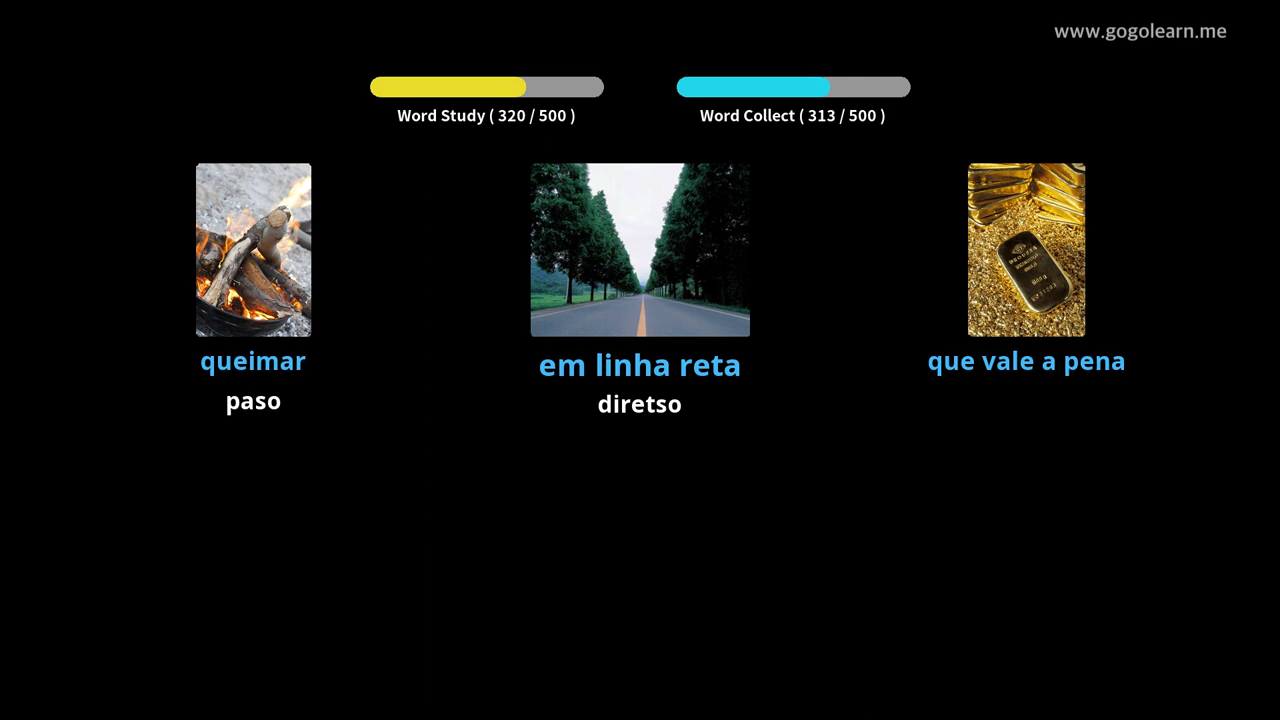 www.gogolearn.me
Word Study ( 320 / 500 )
Word Collect ( 313 / 500 )
queimar
em linha reta
que vale a pena
paso
diretso